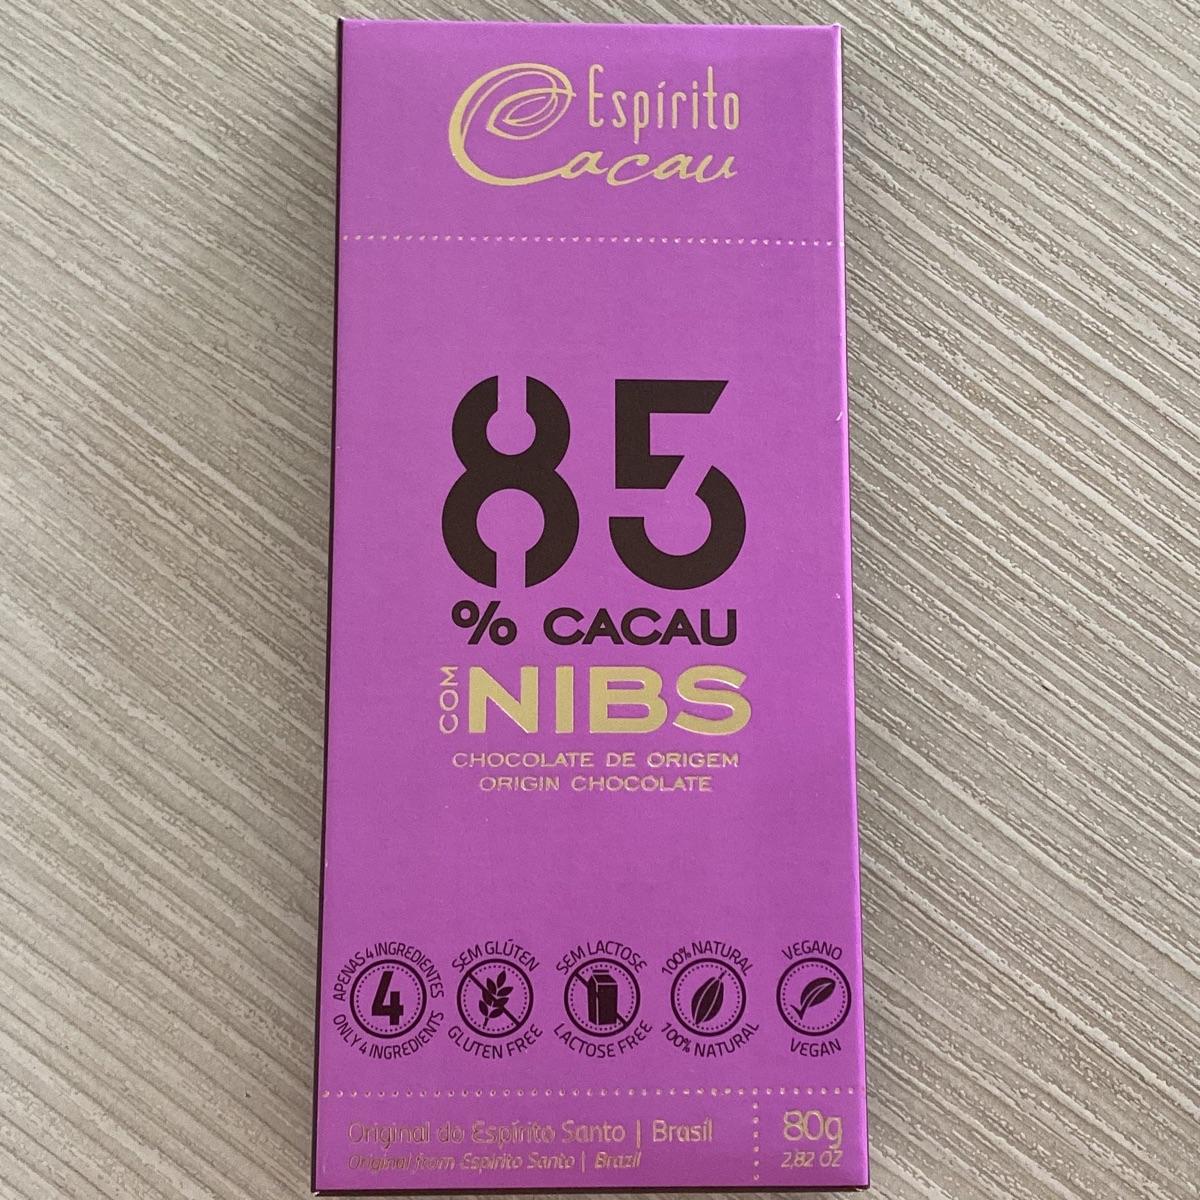 Espírito
Cacau
85
% CACAU
COM NIBS
CHOCOLATE DE ORIGEM
ORIGIN CHOCOLATE
APENAS 4 INGREDIENTES
4
ONLY 4 INGREDIENTS
SEM GLÚTEN
GLUTEN FREE
SEM LACTOSE
LACTOSE FREE
100% NATURAL
100% NATURAL
VEGANO
VEGAN
Original do Espírito Santo | Brasil
Original from Espírito Santo | Brazil
80g
2,82 OZ